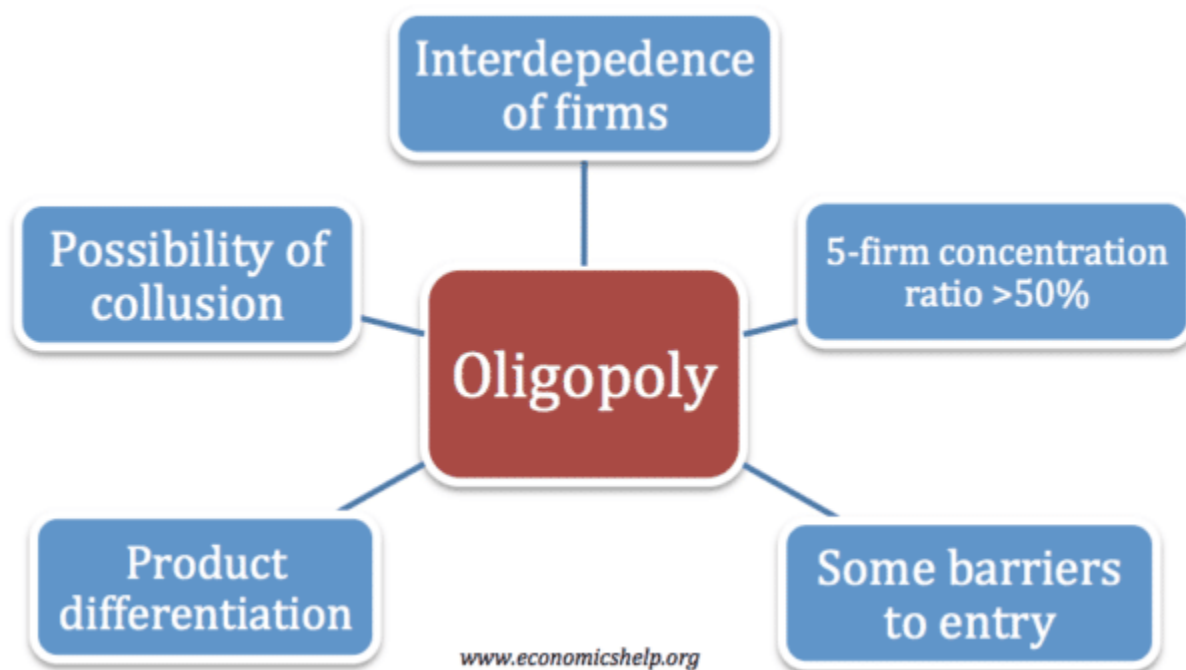 Interdepedence
of firms
Possibility of
collusion
5-firm concentration
ratio >50%
Oligopoly
Product
differentiation
Some barriers
to entry
www.economicshelp.org